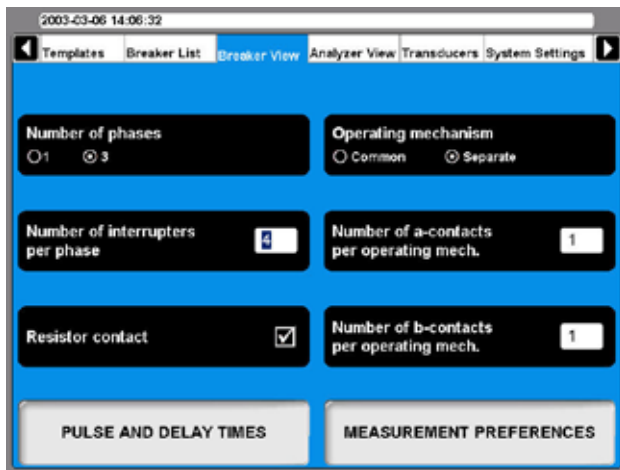 2003-03-06 14:06:32
Templates Breaker List Breaker View Analyzer View Transducers System Settings
Number of phases
1 3
Operating mechanism
Common Separate
Number of interrupters
per phase
4
Number of a-contacts
per operating mech.
1
Resistor contact
Number of b-contacts
per operating mech.
1
PULSE AND DELAY TIMES
MEASUREMENT PREFERENCES